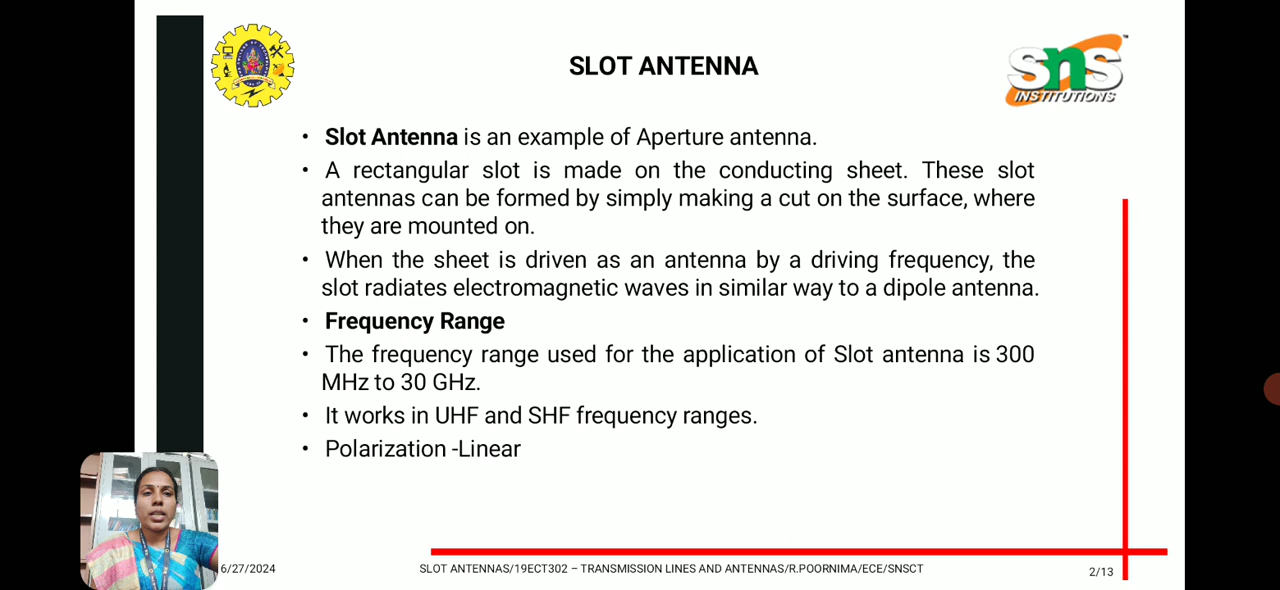 SLOT ANTENNA
sns
INSTITUTIONS
• Slot Antenna is an example of Aperture antenna.
• A rectangular slot is made on the conducting sheet. These slot
antennas can be formed by simply making a cut on the surface, where
they are mounted on.
• When the sheet is driven as an antenna by a driving frequency, the
slot radiates electromagnetic waves in similar way to a dipole antenna.
• Frequency Range
• The frequency range used for the application of Slot antenna is 300
MHz to 30 GHz.
• It works in UHF and SHF frequency ranges.
• Polarization -Linear
6/27/2024
SLOT ANTENNAS/19ECT302 – TRANSMISSION LINES AND ANTENNAS/R.POORNIMA/ECE/SNSCT
2/13